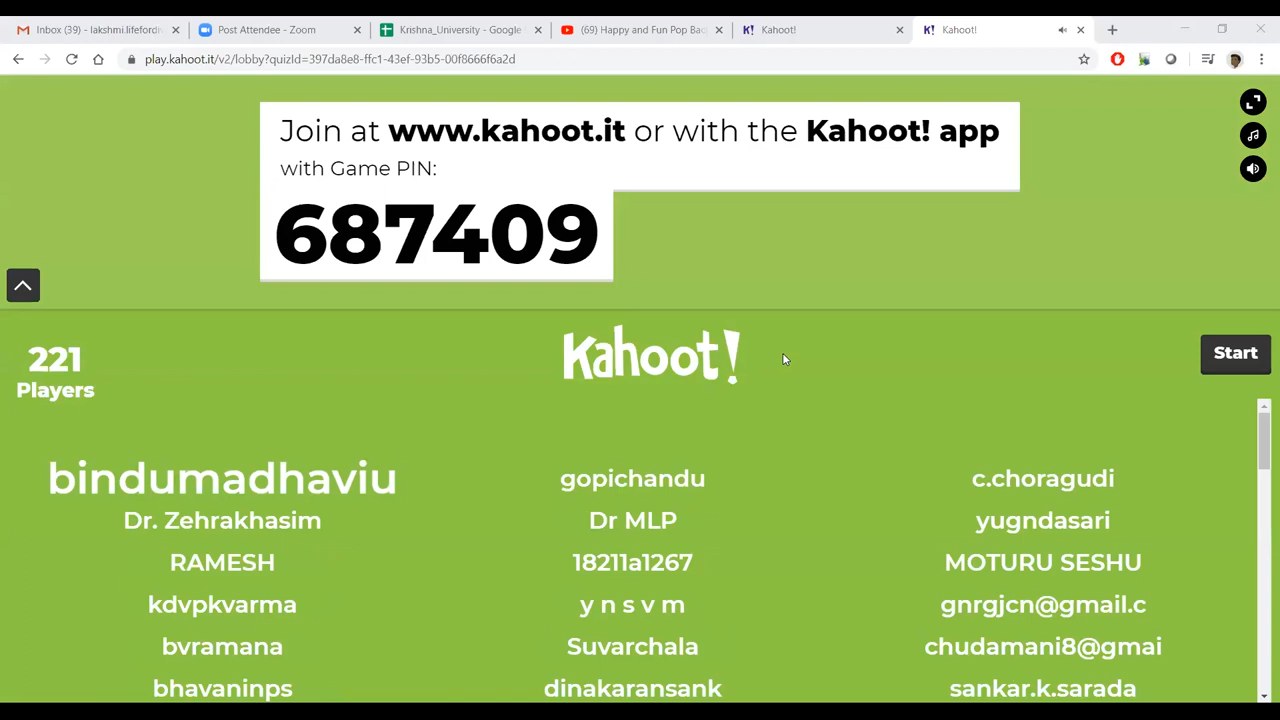 Inbox (39) - lakshmi.lifeford
Post Attendee - Zoom
Krishna_University - Google
(69) Happy and Fun Pop Bac
Kahoot!
Kahoot!
play.kahoot.it/v2/lobby?quizId=397da8e8-ffc1-43ef-93b5-00f8666f6a2d
Join at www.kahoot.it or with the Kahoot! app
with Game PIN:
687409
221
Players
Kahoot!
Start
bindumadhaviu gopichandu c.choragudi
Dr. Zehrakhasim Dr MLP yugndasari
RAMESH 18211a1267 MOTURU SESHU
kdvpkvarma y n s v m gnrgjcn@gmail.c
bvramana Suvarchala chudamani8@gmai
bhavaninps dinakaransank sankar.k.sarada